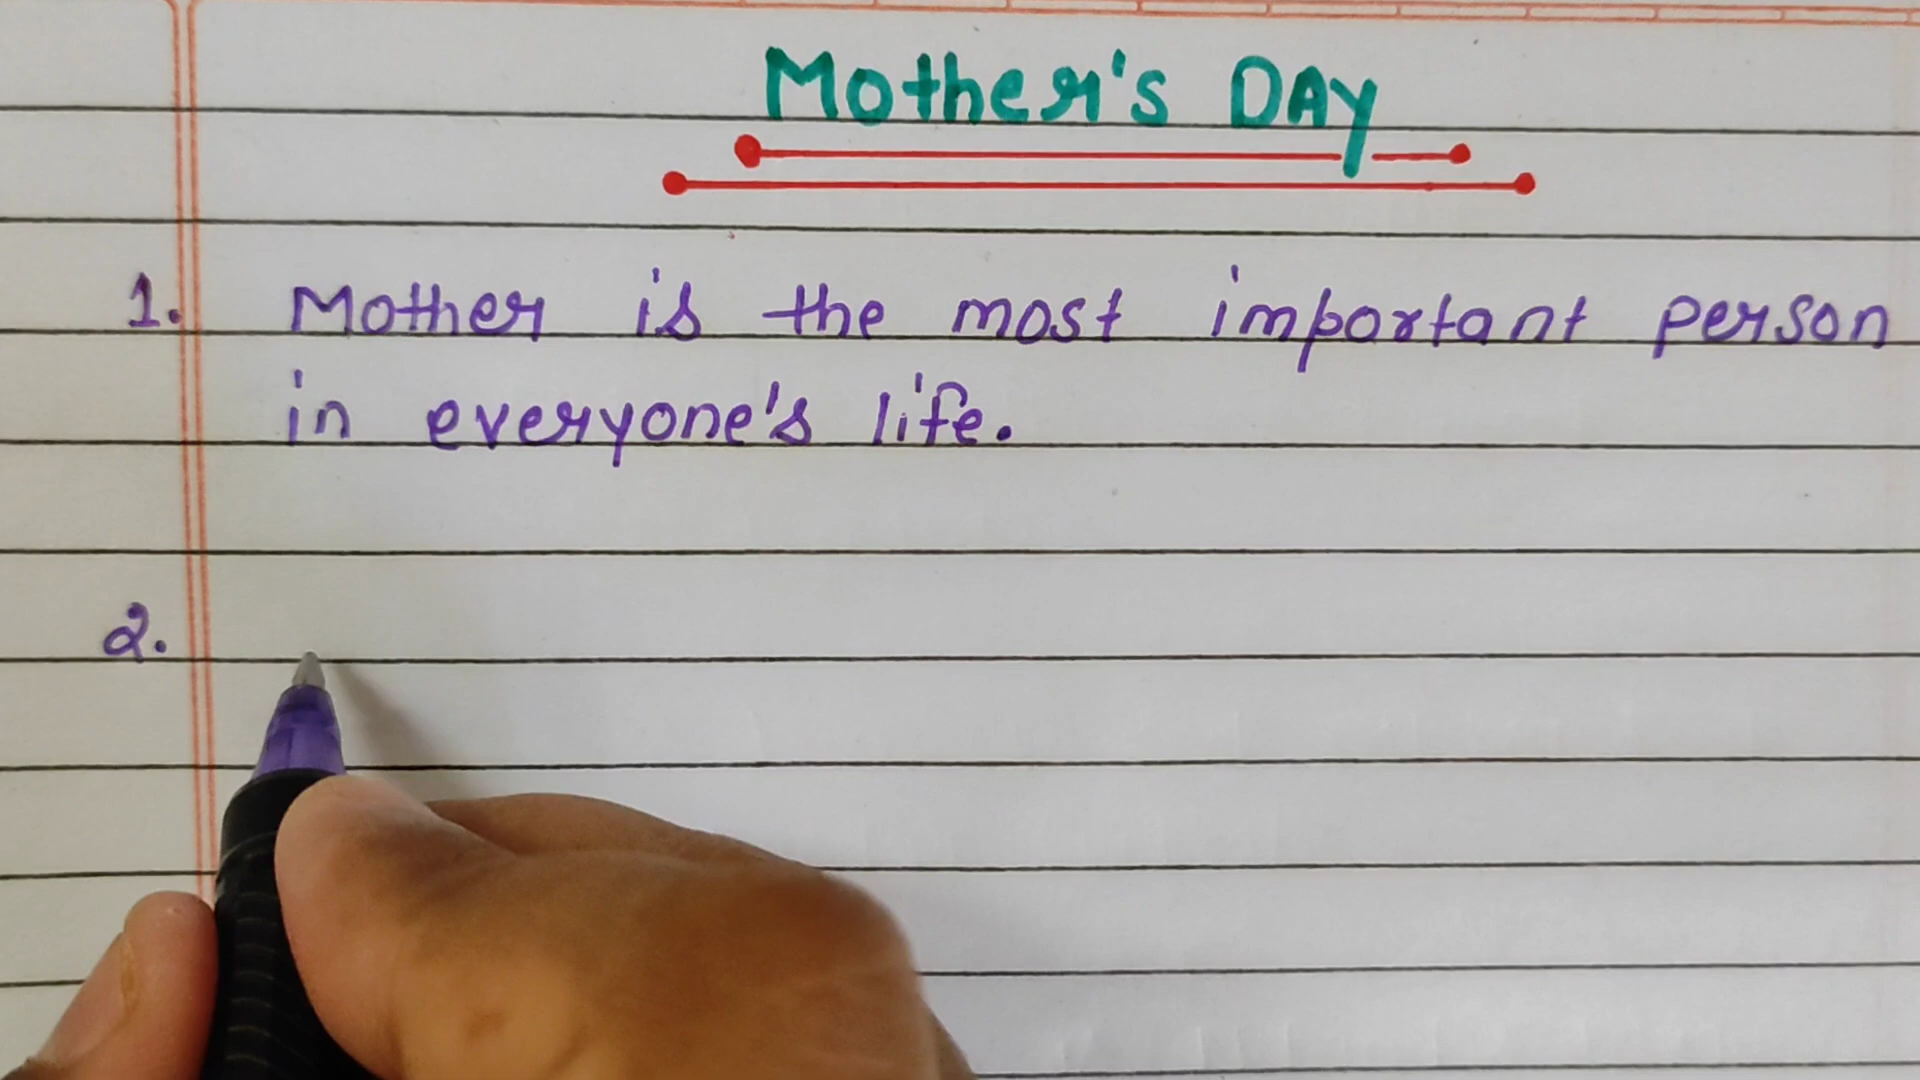 Mother's DAY
1. Mother is the most important person
in everyone's life.
2.